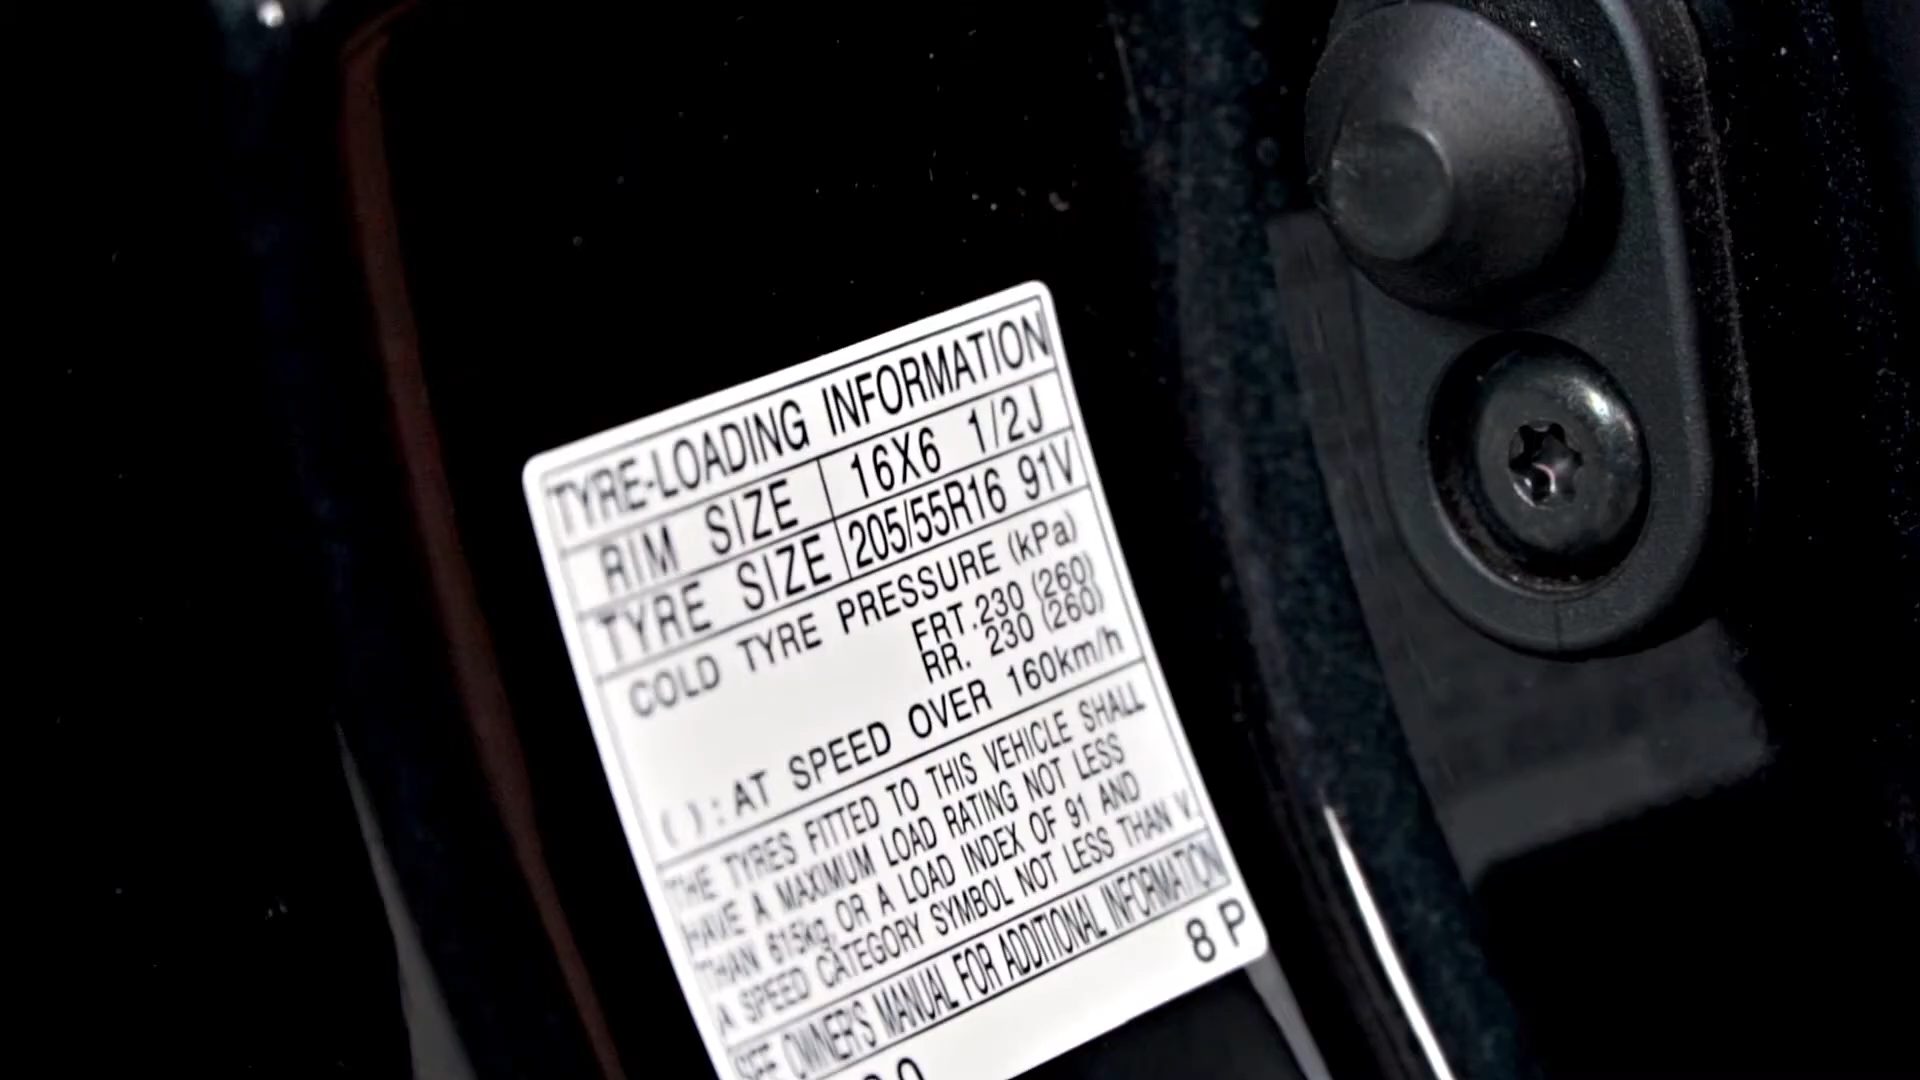 TYRE-LOADING INFORMATION
RIM SIZE 16X6 1/2J
TYRE SIZE 205/55R16 91V
COLD TYRE PRESSURE (kPa)
FRT.230 (260)
RR. 230 (260)
( ):AT SPEED OVER 160km/h
THE TYRES FITTED TO THIS VEHICLE SHALL
HAVE A MAXIMUM LOAD RATING NOT LESS
THAN 615kg, OR A LOAD INDEX OF 91 AND
A SPEED CATEGORY SYMBOL NOT LESS THAN V.
SEE OWNER'S MANUAL FOR ADDITIONAL INFORMATION
8 P